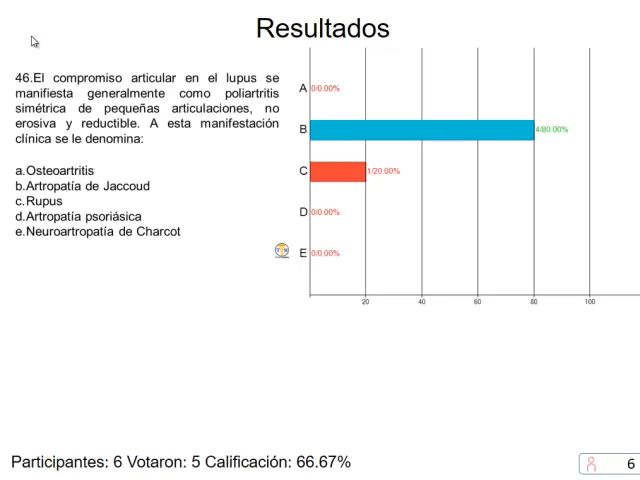 Resultados
46.El compromiso articular en el lupus se
manifiesta generalmente como poliartritis
simétrica de pequeñas articulaciones, no
erosiva y reductible. A esta manifestación
clínica se le denomina:
a.Osteoartritis
b.Artropatía de Jaccoud
c.Rupus
d.Artropatía psoriásica
e.Neuroartropatía de Charcot
A 0/0.00%
B 4/80.00%
C 1/20.00%
D 0/0.00%
E 0/0.00%
20 40 60 80 100
Participantes: 6 Votaron: 5 Calificación: 66.67%
6